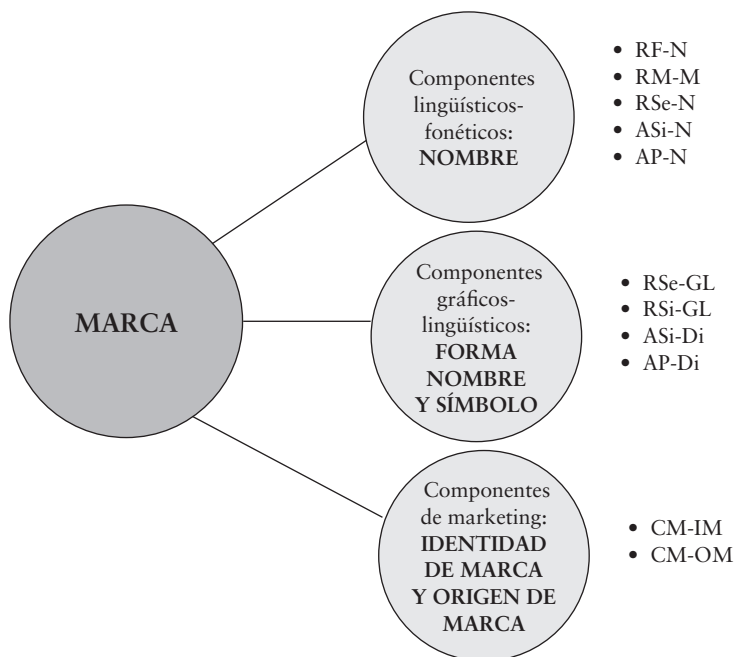 MARCA
Componentes
lingüísticos-
fonéticos:
NOMBRE
• RF-N
• RM-M
• RSe-N
• ASi-N
• AP-N
Componentes
gráficos-
lingüísticos:
FORMA
NOMBRE
Y SÍMBOLO
• RSe-GL
• RSi-GL
• ASi-Di
• AP-Di
Componentes
de marketing:
IDENTIDAD
DE MARCA
Y ORIGEN DE
MARCA
• CM-IM
• CM-OM